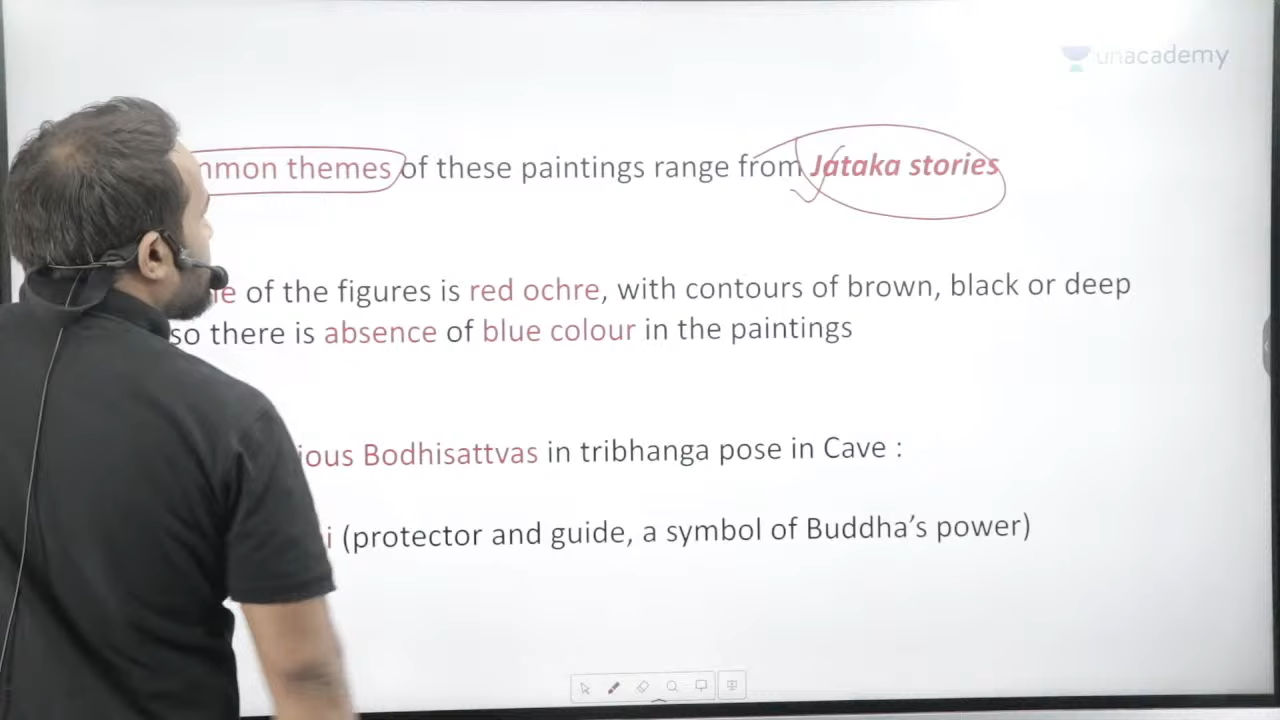 unacademy
mmon themes of these paintings range from Jataka stories
e of the figures is red ochre, with contours of brown, black or deep
so there is absence of blue colour in the paintings
ious Bodhisattvas in tribhanga pose in Cave :
i (protector and guide, a symbol of Buddha’s power)